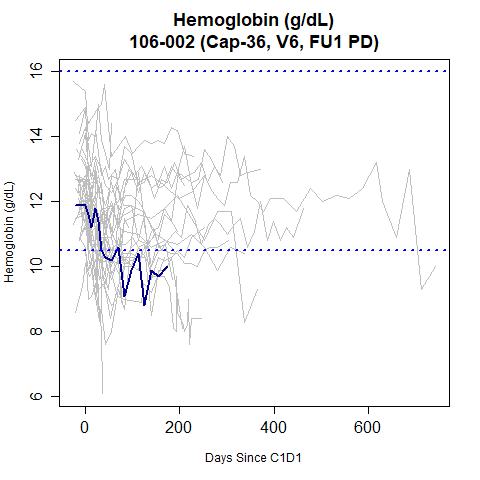 Hemoglobin (g/dL)
106-002 (Cap-36, V6, FU1 PD)
Hemoglobin (g/dL)
16
14
12
10
8
6
0
200
400
600
Days Since C1D1